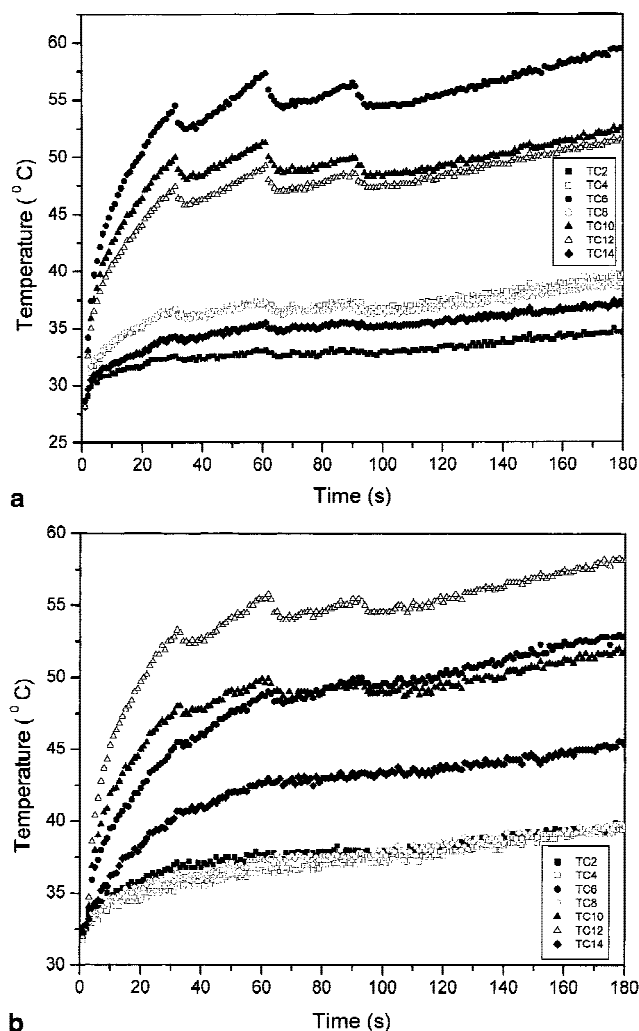 60
55
50
45
40
35
30
25
Temperature ( °C)
TC2
TC4
TC6
TC8
TC10
TC12
TC14
0 20 40 60 80 100 120 140 160 180
Time (s)
a
60
55
50
45
40
35
30
Temperature ( °C)
TC2
TC4
TC6
TC8
TC10
TC12
TC14
0 20 40 60 80 100 120 140 160 180
Time (s)
b